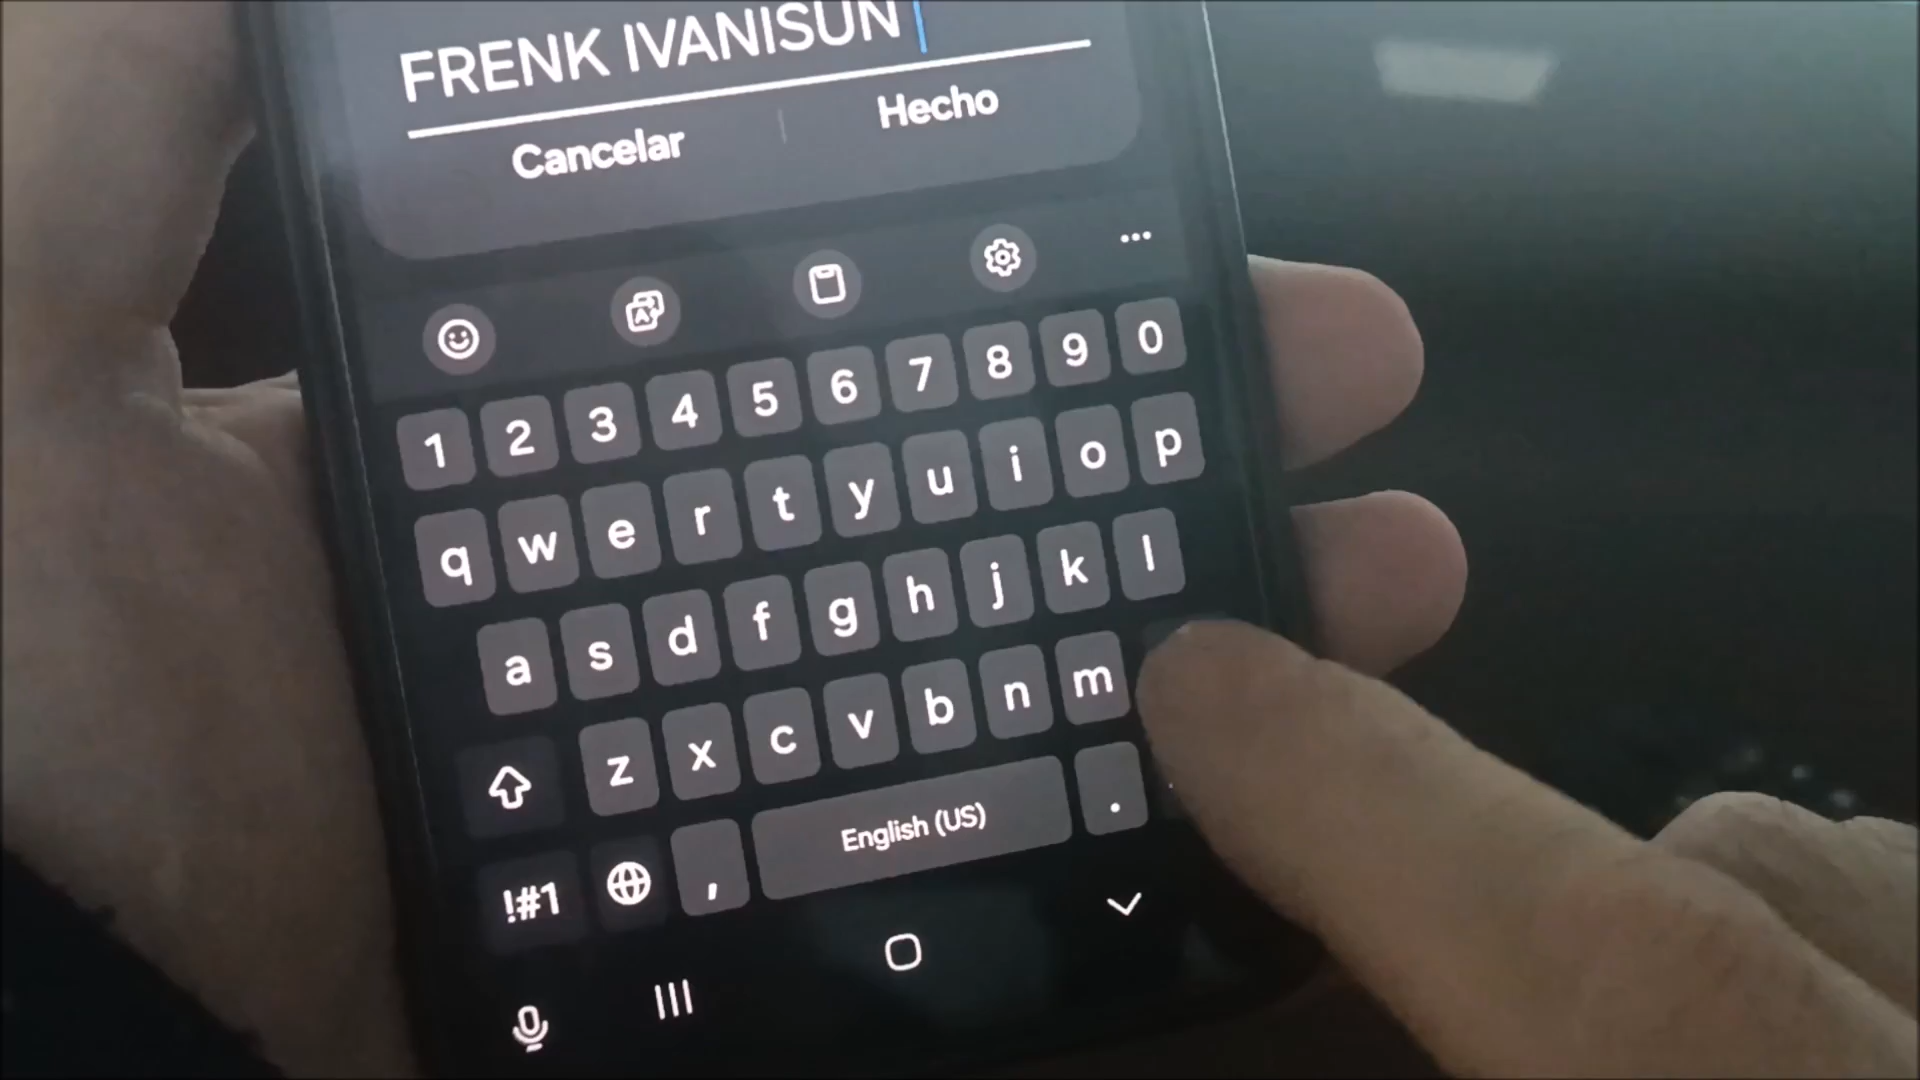 FRENK IVANISUN
Cancelar Hecho
1 2 3 4 5 6 7 8 9 0
q w e r t y u i o p
a s d f g h j k l
z x c v b n m
!#1 , English (US) .